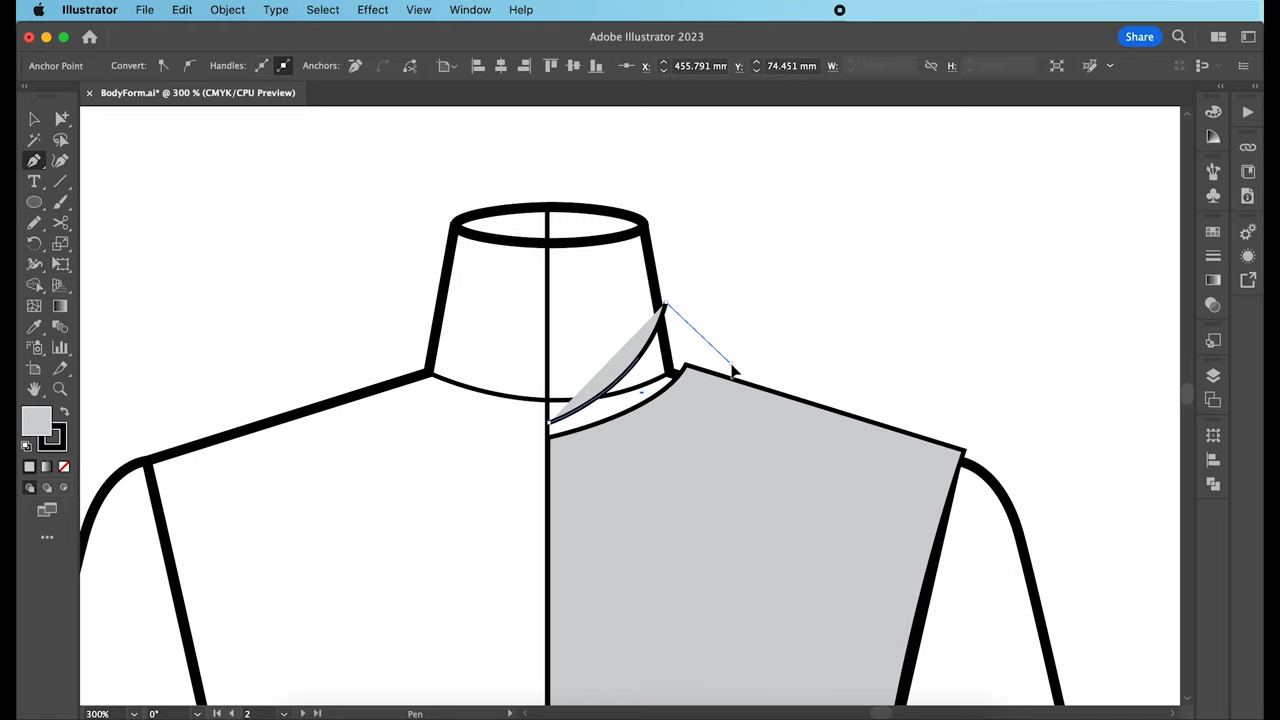 Illustrator File Edit Object Type Select Effect View Window Help
Adobe Illustrator 2023
Share
Anchor Point Convert: Handles: Anchors: X: 455.791 mm Y: 74.451 mm W: H:
× BodyForm.ai* @ 300 % (CMYK/CPU Preview)
300% 0° 2 Pen